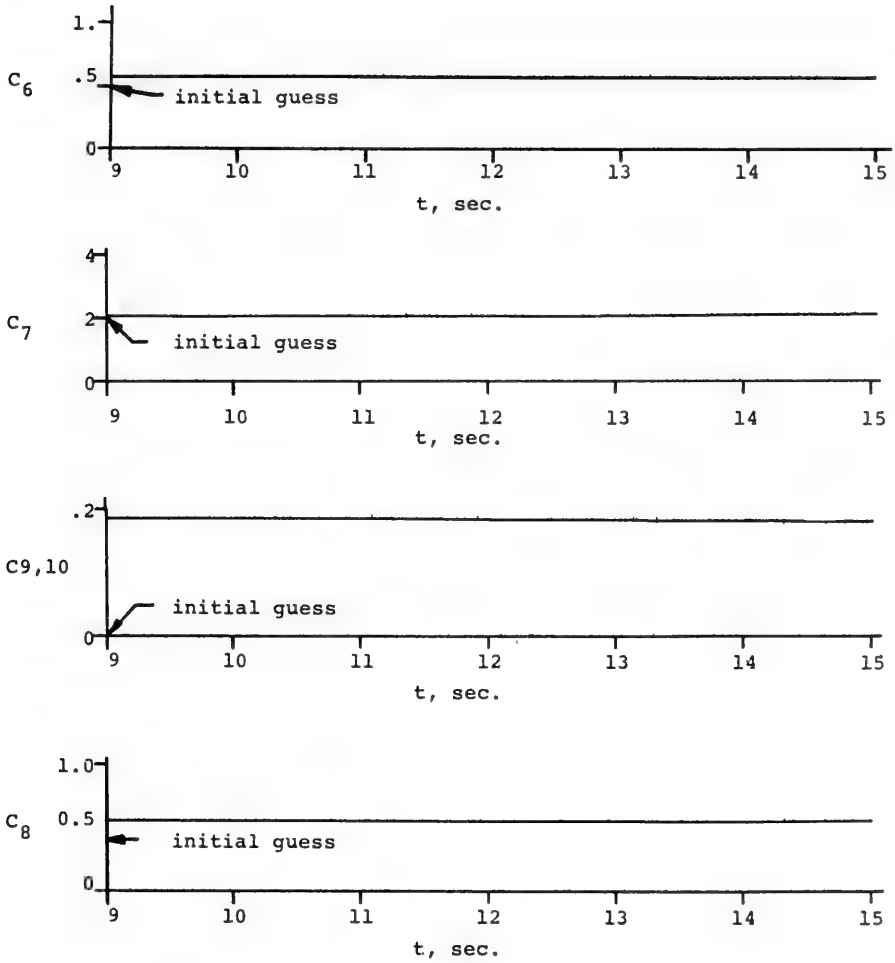 1.
C6
.5
initial guess
0
9 10 11 12 13 14 15
t, sec.
4
C7
2
initial guess
0
9 10 11 12 13 14 15
t, sec.
.2
C9,10
initial guess
0
9 10 11 12 13 14 15
t, sec.
1.0
C8
0.5
initial guess
0
9 10 11 12 13 14 15
t, sec.